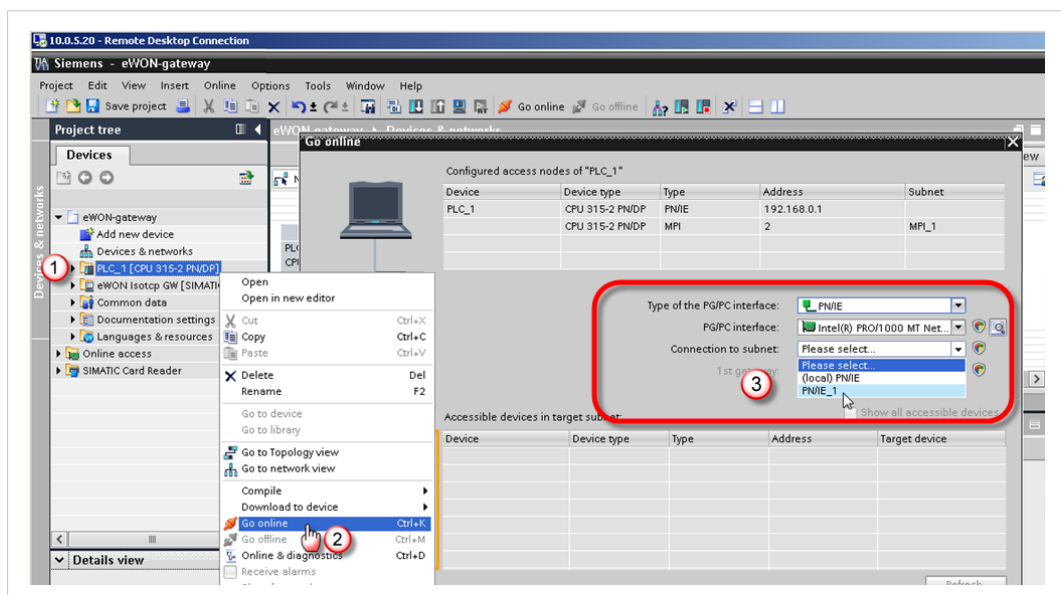 10.0.5.20 - Remote Desktop Connection
Siemens - eWON-gateway
Project Edit View Insert Online Options Tools Window Help
Save project Go online Go offline
Project tree
eWON-gateway Devices & networks
Devices
Devices & networks
eWON-gateway
Add new device
Devices & networks
1
PLC_1 [CPU 315-2 PN/DP]
eWON Isotcp GW [SIMATI
Common data
Documentation settings
Languages & resources
Online access
SIMATIC Card Reader
Details view
Open
Open in new editor
Cut Ctrl+X
Copy Ctrl+C
Paste Ctrl+V
Delete Del
Rename F2
Go to device
Go to library
Go to Topology view
Go to network view
Compile
Download to device
Go online Ctrl+K
2
Go offline Ctrl+M
Online & diagnostics Ctrl+D
Receive alarms
Go online
Configured access nodes of "PLC_1"
Device Device type Type Address Subnet
PLC_1 CPU 315-2 PN/DP PN/IE 192.168.0.1
CPU 315-2 PN/DP MPI 2 MPI_1
Type of the PG/PC interface: PN/IE
PG/PC interface: Intel(R) PRO/1000 MT Net...
Connection to subnet: Please select...
1st gateway:
Please select...
(local) PN/IE
PN/IE_1
3
Show all accessible devices
Accessible devices in target subnet:
Device Device type Type Address Target device
Refresh